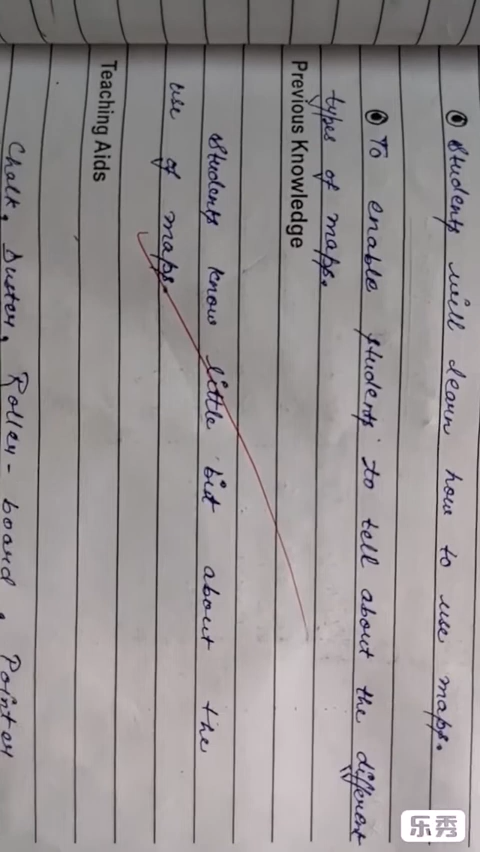 Students will learn how to use maps.
To enable students to tell about the different
types of maps.
Previous Knowledge
Students know little bit about the
use of maps.
Teaching Aids
Chalk, Duster, Roller-board, Pointer
乐秀